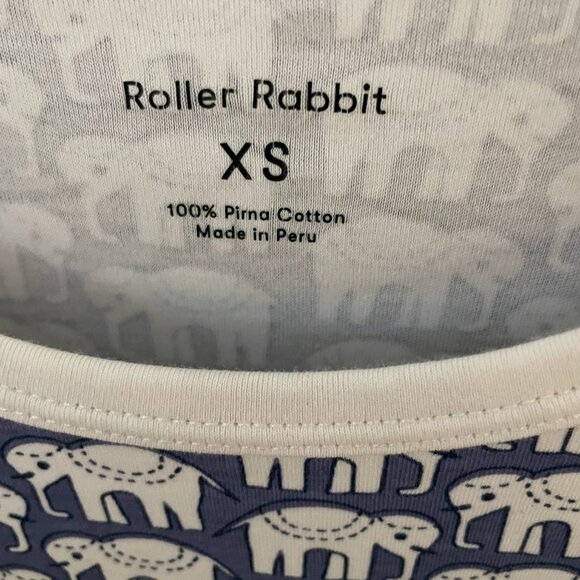 Roller Rabbit
XS
100% Pirna Cotton
Made in Peru